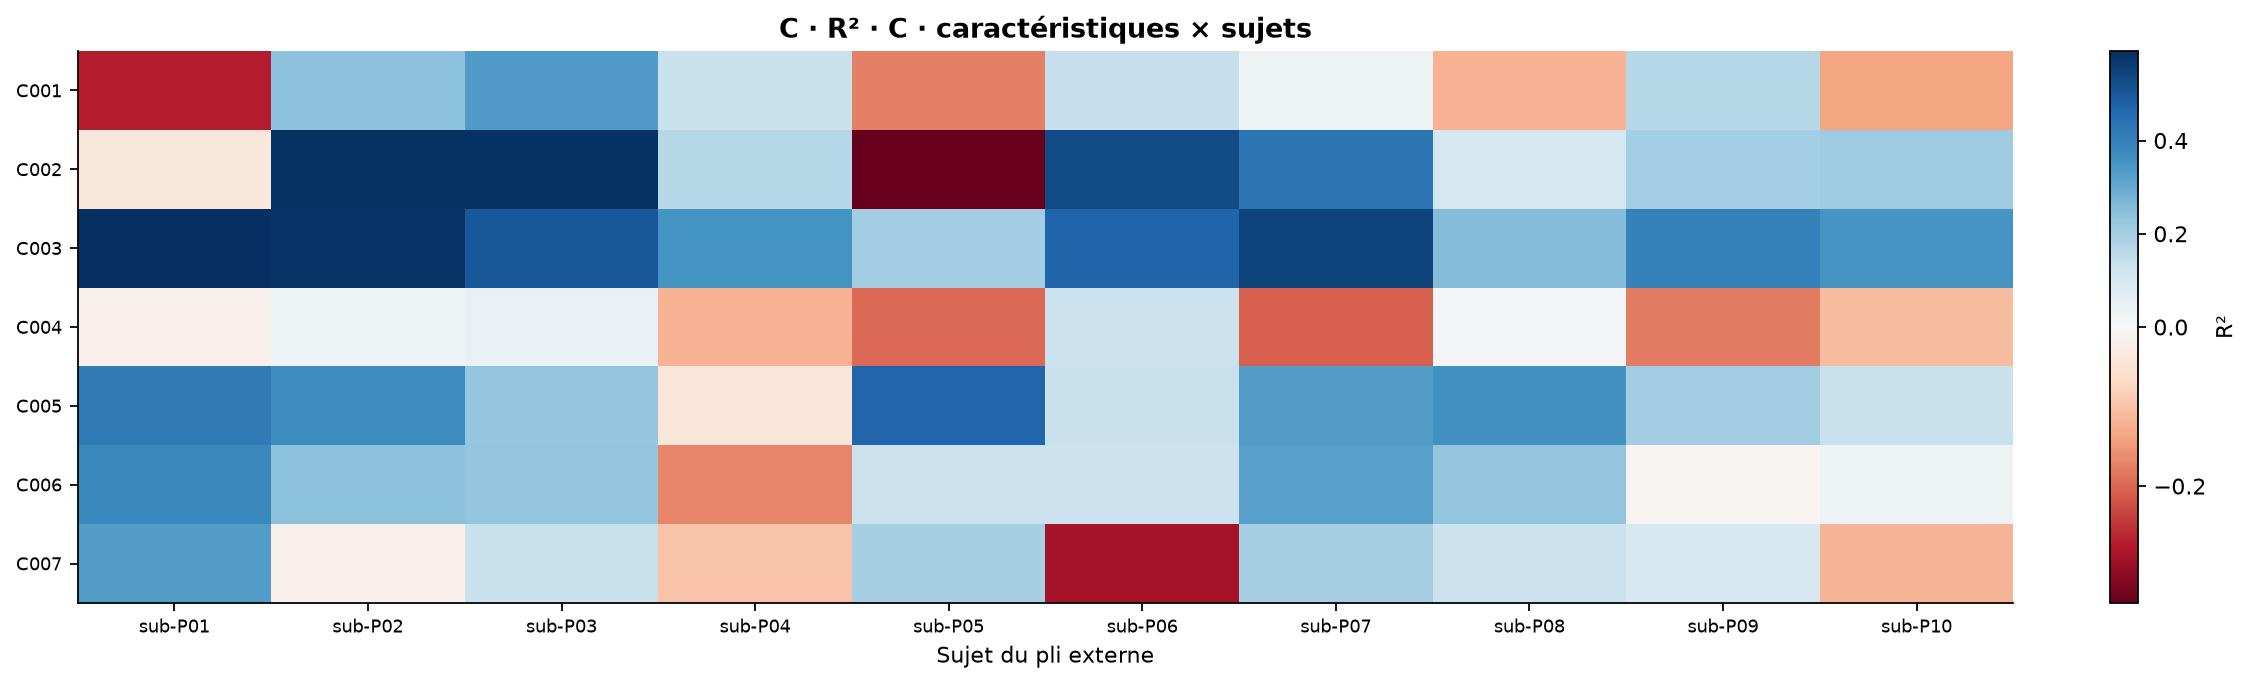 C · R² · C · caractéristiques × sujets
C001
C002
C003
C004
C005
C006
C007
sub-P01 sub-P02 sub-P03 sub-P04 sub-P05 sub-P06 sub-P07 sub-P08 sub-P09 sub-P10
Sujet du pli externe
0.4
0.2
0.0
−0.2
R²